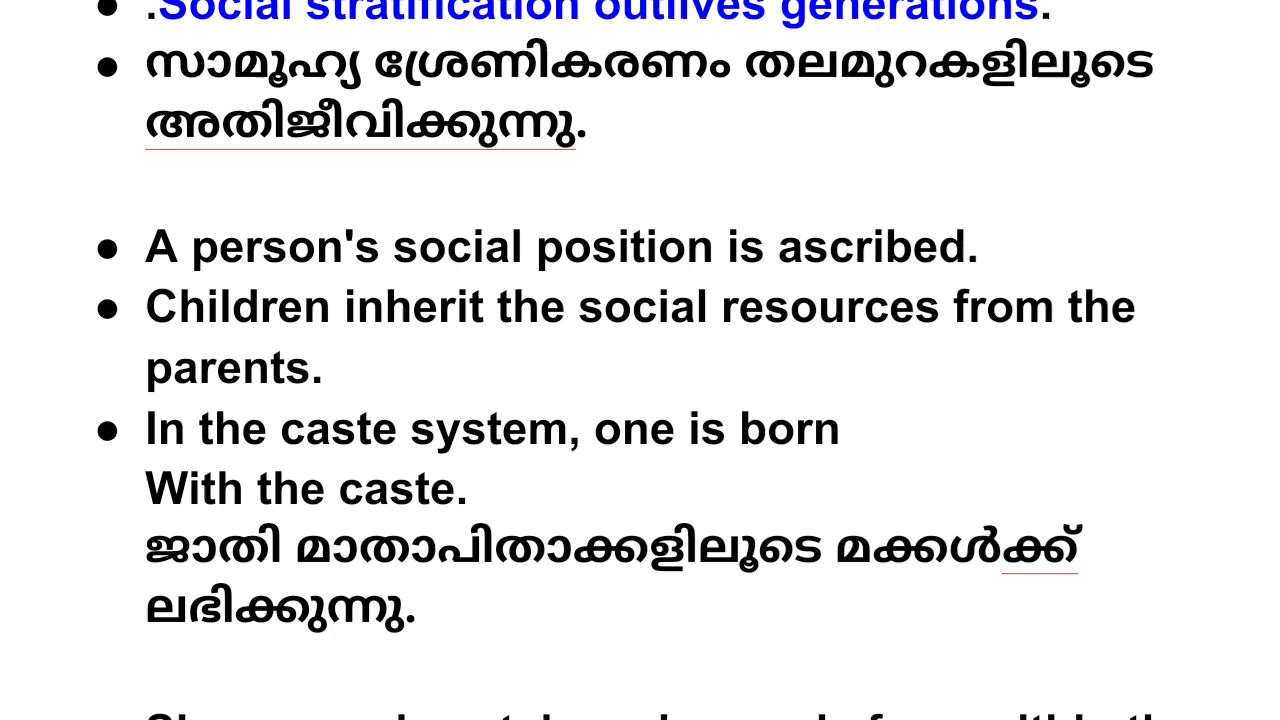 ● .Social stratification outlives generations.
● സാമൂഹ്യ ശ്രേണികരണം തലമുറകളിലൂടെ
അതിജീവിക്കുന്നു.
● A person's social position is ascribed.
● Children inherit the social resources from the
parents.
● In the caste system, one is born
With the caste.
ജാതി മാതാപിതാക്കളിലൂടെ മക്കൾക്ക്
ലഭിക്കുന്നു.